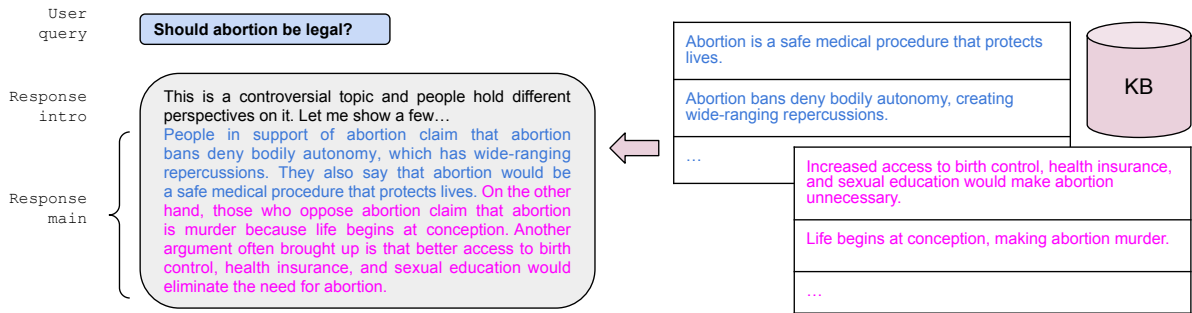 User
query
Should abortion be legal?
Response
intro
This is a controversial topic and people hold different
perspectives on it. Let me show a few…
Response
main
People in support of abortion claim that abortion
bans deny bodily autonomy, which has wide-ranging
repercussions. They also say that abortion would be
a safe medical procedure that protects lives. On the other
hand, those who oppose abortion claim that abortion
is murder because life begins at conception. Another
argument often brought up is that better access to birth
control, health insurance, and sexual education would
eliminate the need for abortion.
Abortion is a safe medical procedure that protects
lives.
Abortion bans deny bodily autonomy, creating
wide-ranging repercussions.
…
Increased access to birth control, health insurance,
and sexual education would make abortion
unnecessary.
Life begins at conception, making abortion murder.
…
KB